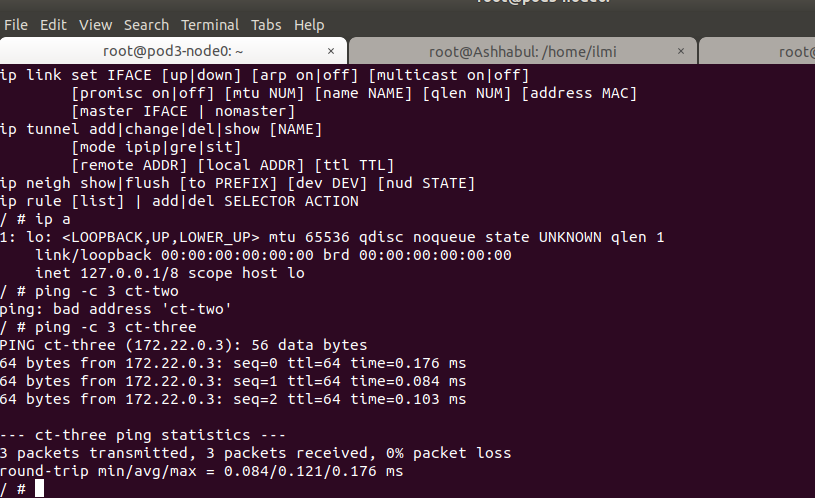 root@pod3-node0: ~
File Edit View Search Terminal Tabs Help
root@pod3-node0: ~ × root@Ashhabul: /home/ilmi × root@
ip link set IFACE [up|down] [arp on|off] [multicast on|off]
[promisc on|off] [mtu NUM] [name NAME] [qlen NUM] [address MAC]
[master IFACE | nomaster]
ip tunnel add|change|del|show [NAME]
[mode ipip|gre|sit]
[remote ADDR] [local ADDR] [ttl TTL]
ip neigh show|flush [to PREFIX] [dev DEV] [nud STATE]
ip rule [list] | add|del SELECTOR ACTION
/ # ip a
1: lo: <LOOPBACK,UP,LOWER_UP> mtu 65536 qdisc noqueue state UNKNOWN qlen 1
link/loopback 00:00:00:00:00:00 brd 00:00:00:00:00:00
inet 127.0.0.1/8 scope host lo
/ # ping -c 3 ct-two
ping: bad address 'ct-two'
/ # ping -c 3 ct-three
PING ct-three (172.22.0.3): 56 data bytes
64 bytes from 172.22.0.3: seq=0 ttl=64 time=0.176 ms
64 bytes from 172.22.0.3: seq=1 ttl=64 time=0.084 ms
64 bytes from 172.22.0.3: seq=2 ttl=64 time=0.103 ms
--- ct-three ping statistics ---
3 packets transmitted, 3 packets received, 0% packet loss
round-trip min/avg/max = 0.084/0.121/0.176 ms
/ #